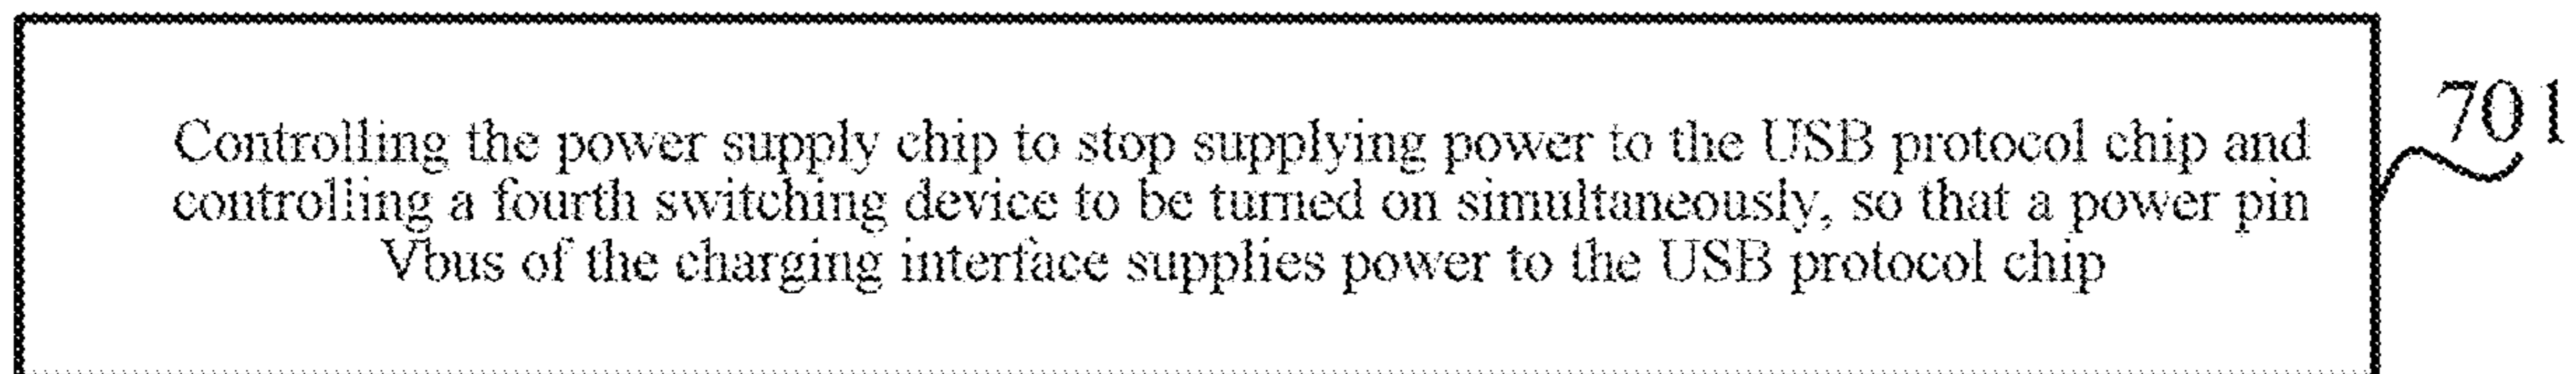 701
Controlling the power supply chip to stop supplying power to the USB protocol chip and
controlling a fourth switching device to be turned on simultaneously, so that a power pin
Vbus of the charging interface supplies power to the USB protocol chip